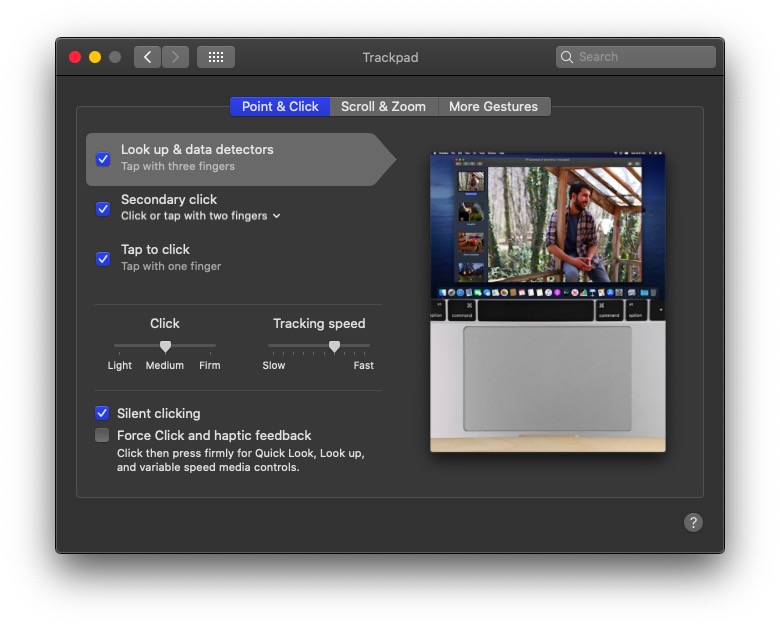 Trackpad
Search
Point & Click
Scroll & Zoom
More Gestures
Look up & data detectors
Tap with three fingers
Secondary click
Click or tap with two fingers
Tap to click
Tap with one finger
Click
Tracking speed
Light
Medium
Firm
Slow
Fast
Silent clicking
Force Click and haptic feedback
Click then press firmly for Quick Look, Look up,
and variable speed media controls.
option
command
command
option
?